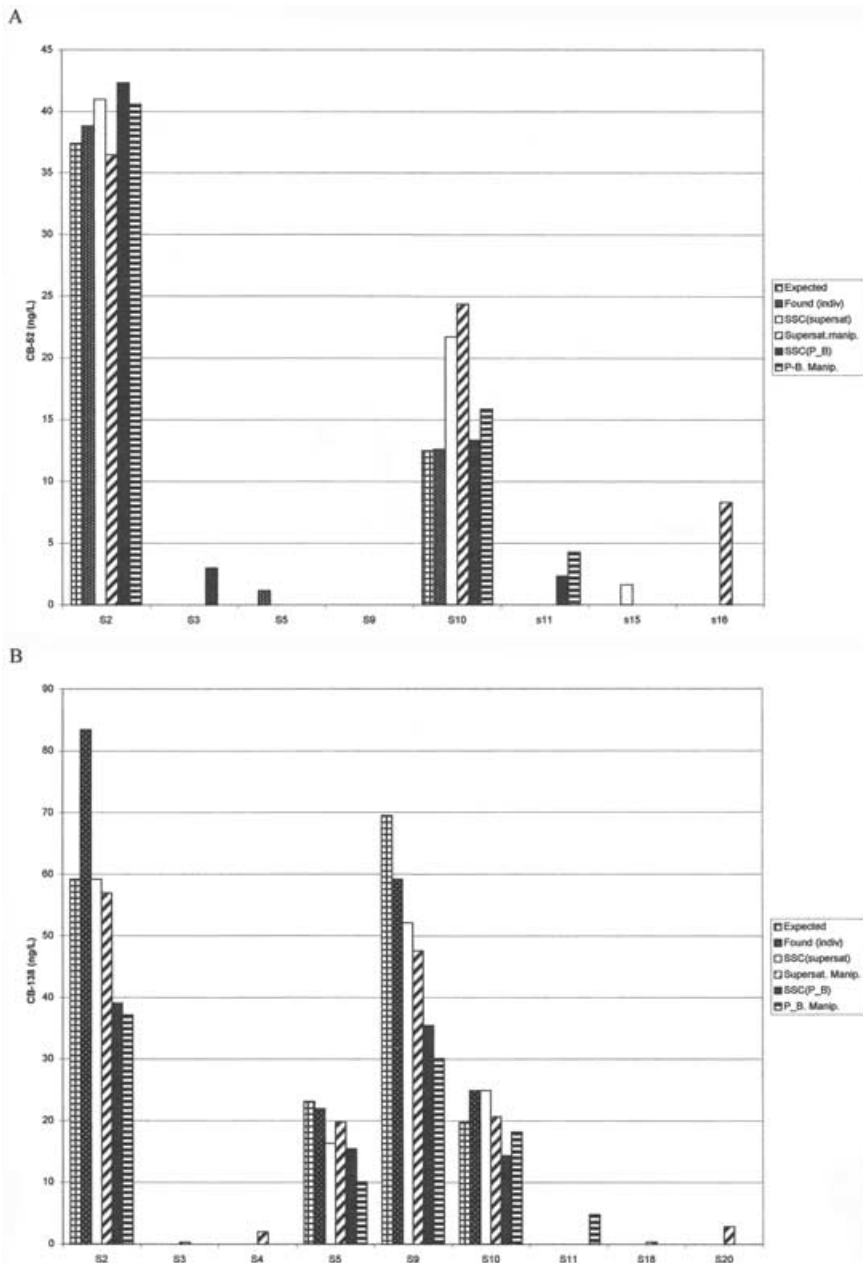 A
45
40
35
30
25
20
15
10
5
0
CB-52 (ng/L)
S2 S3 S5 S9 S10 s11 s15 s16
Expected
Found (indiv)
SSC(supersat)
Supersat.manip.
SSC(P_B)
P-B. Manip.
B
90
80
70
60
50
40
30
20
10
0
CB-138 (ng/L)
S2 S3 S4 S5 S9 S10 S11 S18 S20
Expected
Found (indiv)
SSC(supersat)
Supersat. Manip.
SSC(P_B)
P_B. Manip.